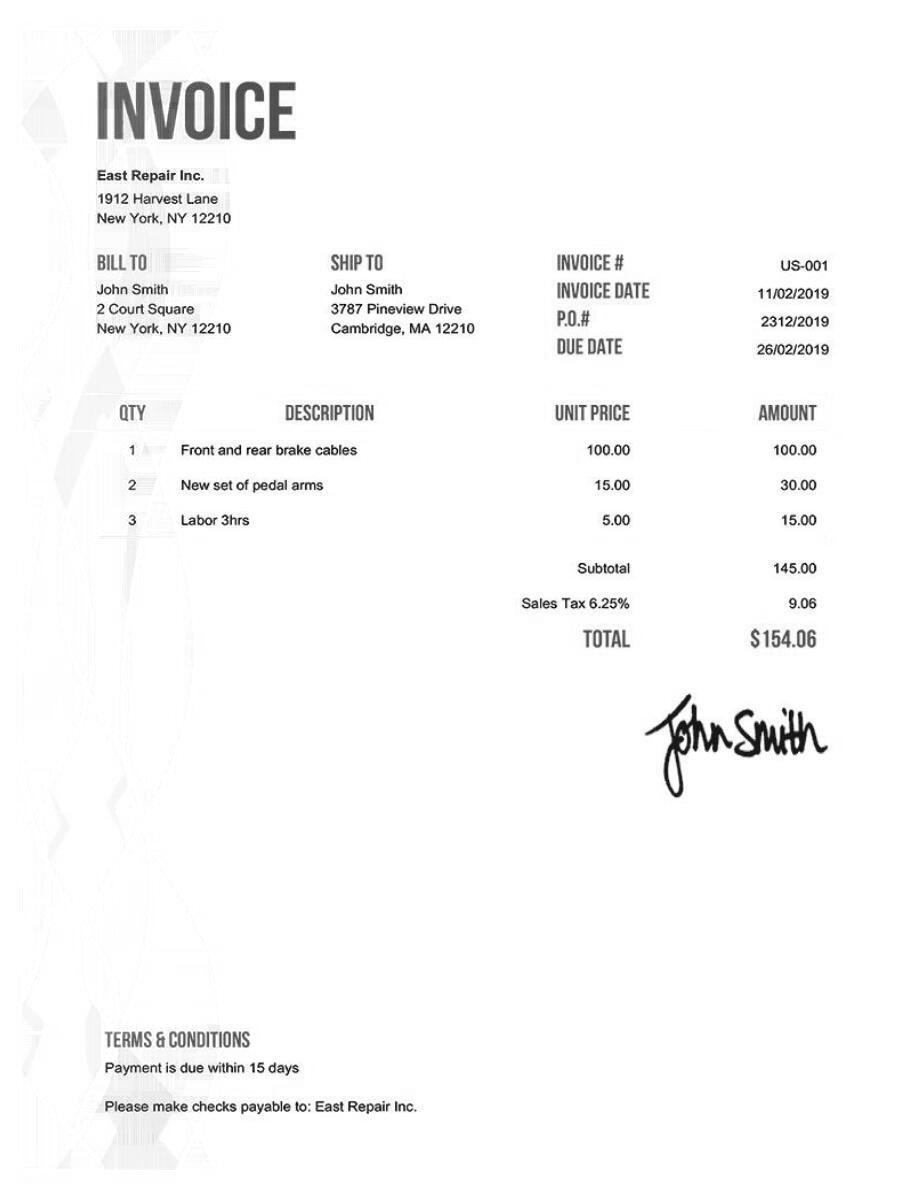 INVOICE
East Repair Inc.
1912 Harvest Lane
New York, NY 12210
BILL TO
John Smith
2 Court Square
New York, NY 12210
SHIP TO
John Smith
3787 Pineview Drive
Cambridge, MA 12210
INVOICE # US-001
INVOICE DATE 11/02/2019
P.O.# 2312/2019
DUE DATE 26/02/2019
QTY DESCRIPTION UNIT PRICE AMOUNT
1 Front and rear brake cables 100.00 100.00
2 New set of pedal arms 15.00 30.00
3 Labor 3hrs 5.00 15.00
Subtotal 145.00
Sales Tax 6.25% 9.06
TOTAL $154.06
John Smith
TERMS & CONDITIONS
Payment is due within 15 days
Please make checks payable to: East Repair Inc.